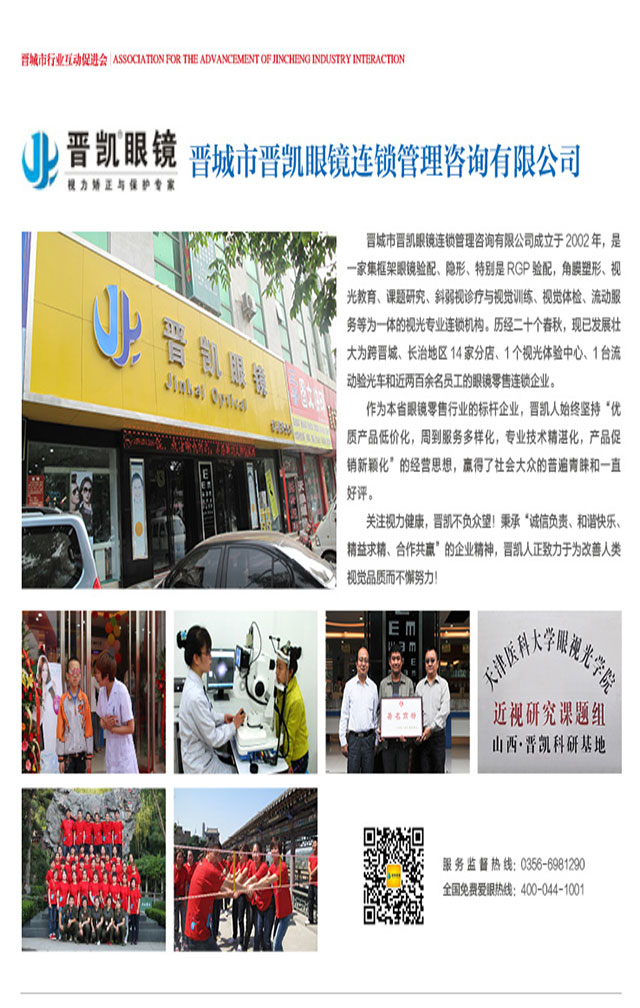 晋城市行业互动促进会 | ASSOCIATION FOR THE ADVANCEMENT OF JINCHENG INDUSTRY INTERACTION
晋凯®眼镜
视力矫正与保护专家
晋城市晋凯眼镜连锁管理咨询有限公司
晋城市晋凯眼镜连锁管理咨询有限公司成立于2002年，是
一家集框架眼镜验配、隐形、特别是RGP验配，角膜塑形、视
光教育、课题研究、斜弱视诊疗与视觉训练、视觉体检、流动服
务等为一体的视光专业连锁机构。历经二十个春秋，现已发展壮
大为跨晋城、长治地区14家分店、1个视光体验中心、1台流
动验光车和近两百余名员工的眼镜零售连锁企业。
作为本省眼镜零售行业的标杆企业，晋凯人始终坚持“优
质产品低价化，周到服务多样化，专业技术精湛化，产品促
销新颖化”的经营思想，赢得了社会大众的普遍青睐和一直
好评。
关注视力健康，晋凯不负众望！秉承“诚信负责、和谐快乐、
精益求精、合作共赢”的企业精神，晋凯人正致力于为改善人类
视觉品质而不懈努力！
晋凯眼镜
Jinkai Optical
著名商标
天津医科大学眼视光学院
近视研究课题组
山西·晋凯科研基地
服务监督热线：0356-6981290
全国免费爱眼热线：400-044-1001